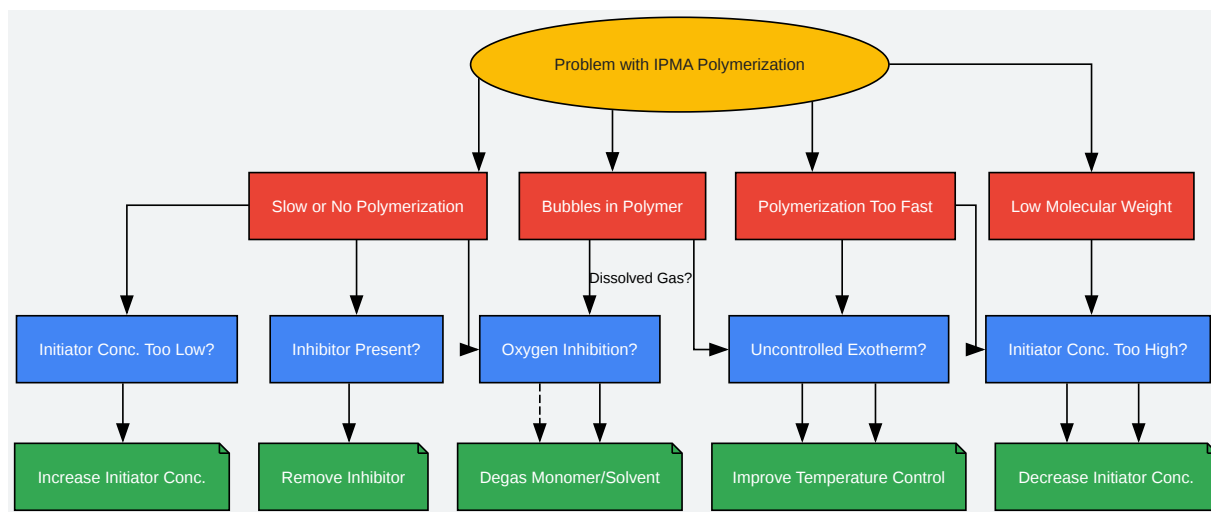 Problem with IPMA Polymerization
Slow or No Polymerization
Bubbles in Polymer
Polymerization Too Fast
Low Molecular Weight
Dissolved Gas?
Initiator Conc. Too Low?
Inhibitor Present?
Oxygen Inhibition?
Uncontrolled Exotherm?
Initiator Conc. Too High?
Increase Initiator Conc.
Remove Inhibitor
Degas Monomer/Solvent
Improve Temperature Control
Decrease Initiator Conc.